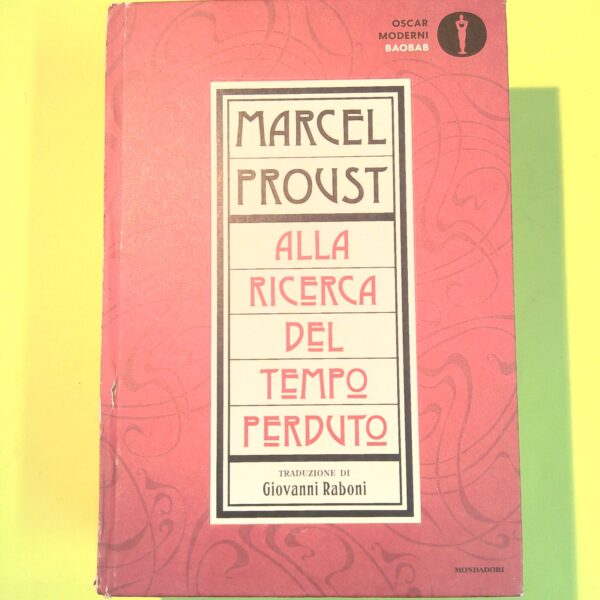 OSCAR
MODERNI
BAOBAB
MARCEL
PROUST
ALLA
RICERCA
DEL
TEMPO
PERDUTO
TRADUZIONE DI
Giovanni Raboni
MONDADORI